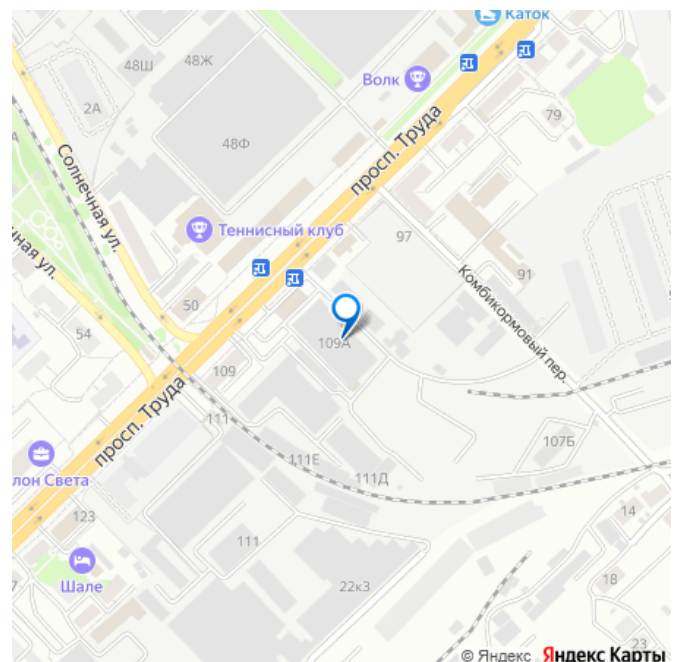 Каток
48Ж
48Ш
Волк
2А
79
48Ф
просп. Труда
Солнечная ул.
Теннисный клуб
97
чная ул.
91
Комбикормовый пер.
50
54
109А
109
111
просп. Труда
107Б
лон Света
111Е
111Д
123
14
111
Шале
22к3
18
23
© Яндекс Яндекс Карты